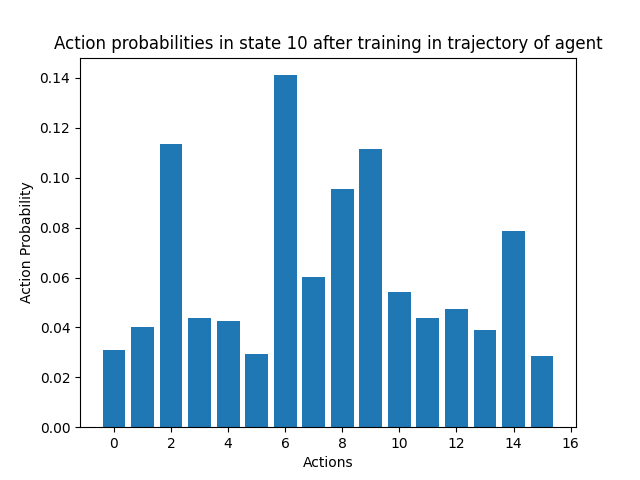 Action probabilities in state 10 after training in trajectory of agent
0.14
0.12
0.10
0.08
0.06
0.04
0.02
0.00
Action Probability
0 2 4 6 8 10 12 14 16
Actions